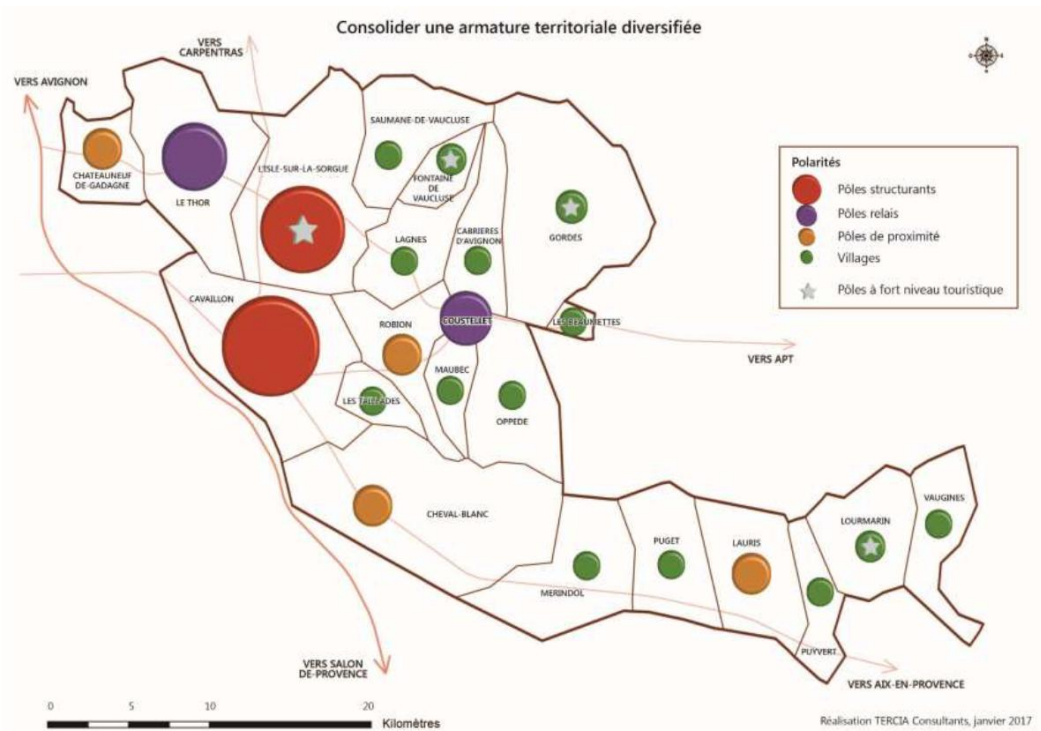 Consolider une armature territoriale diversifiée
VERS
CARPENTRAS
VERS AVIGNON
SAUMANE-DE-VAUCLUSE
CHATEAUNEUF
DE-GADAGNE
LE THOR
L'ISLE-SUR-LA-SORGUE
FONTAINE
DE
VAUCLUSE
LAGNES
CABRIERES
D'AVIGNON
GORDES
Polarités
Pôles structurants
Pôles relais
Pôles de proximité
Villages
Pôles à fort niveau touristique
CAVAILLON
ROBION
COUSTELLET
LES BEAUMETTES
VERS APT
MAUBEC
LES TAILLADES
OPPEDE
CHEVAL-BLANC
MERINDOL
PUGET
LAURIS
LOURMARIN
VAUGINES
PUYVERT
VERS SALON
DE-PROVENCE
VERS AIX-EN-PROVENCE
0 5 10 20
Kilomètres
Réalisation TERCIA Consultants, janvier 2017